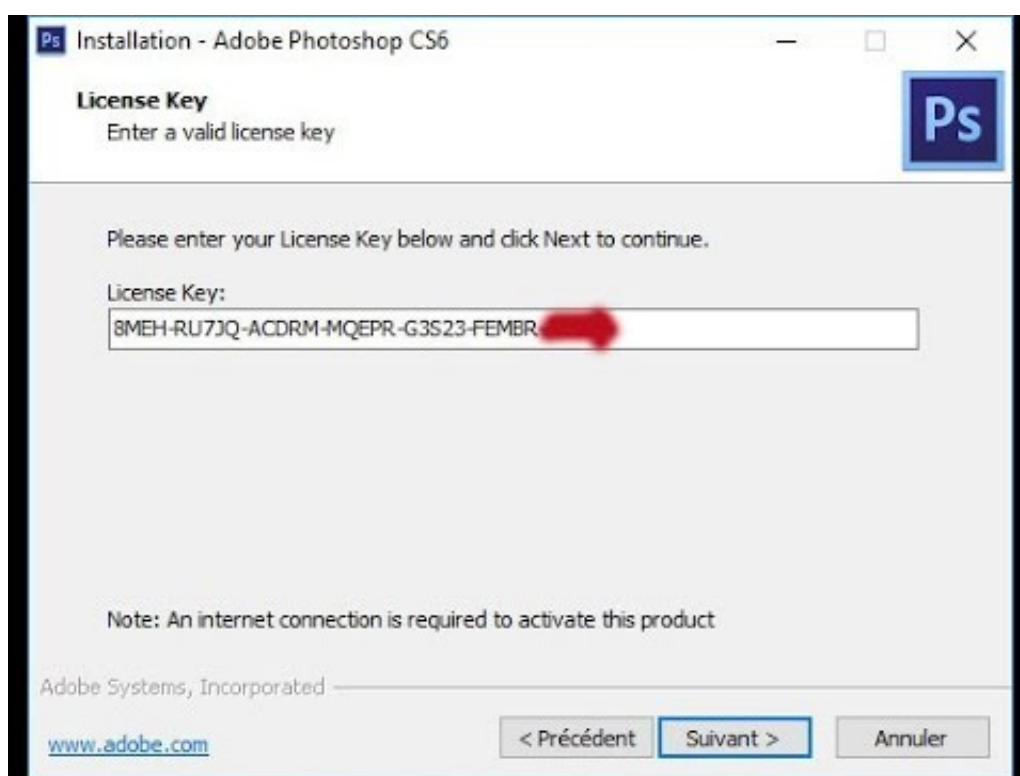 Ps Installation - Adobe Photoshop CS6
License Key
Enter a valid license key
Ps
Please enter your License Key below and click Next to continue.
License Key:
8MEH-RU7JQ-ACDRM-MQEPR-G3S23-FEMBR
Note: An internet connection is required to activate this product
Adobe Systems, Incorporated
www.adobe.com
< Précédent
Suivant >
Annuler